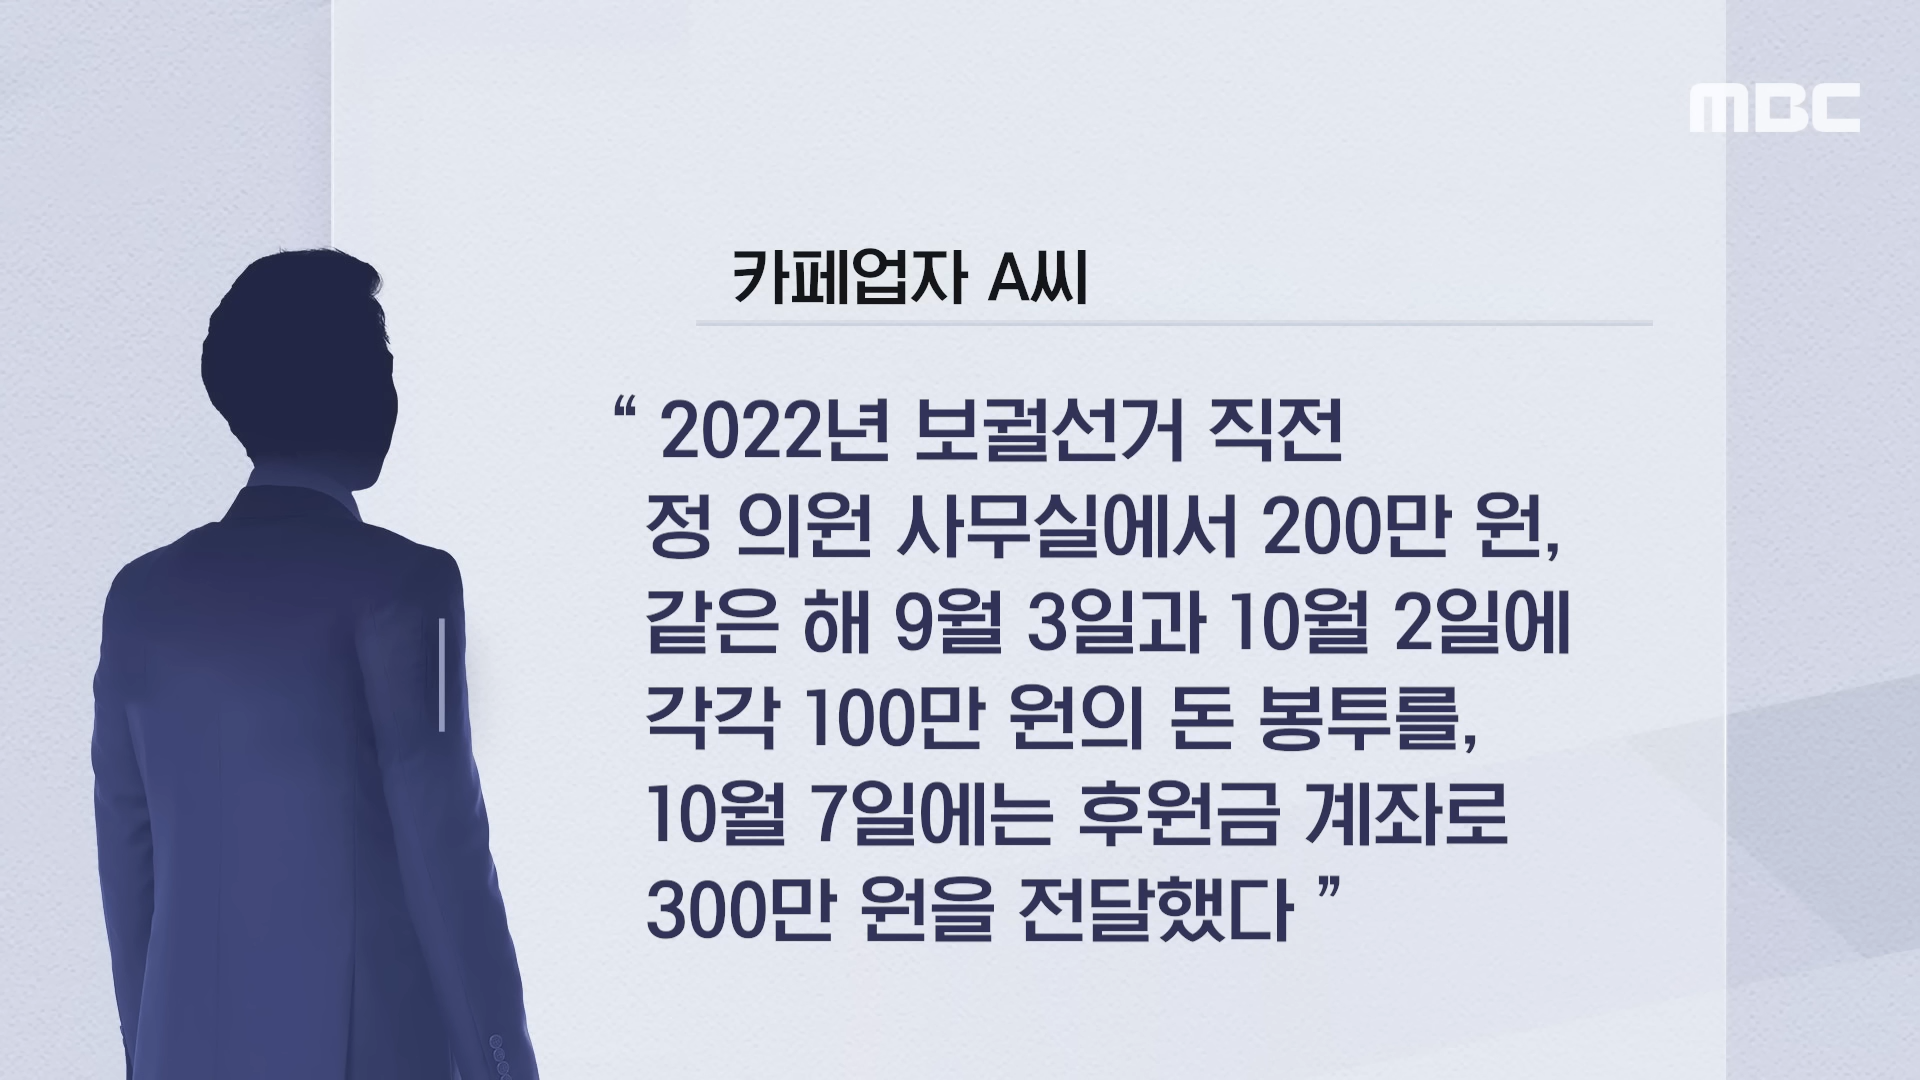 MBC
카페업자 A씨
“ 2022년 보궐선거 직전
정 의원 사무실에서 200만 원,
같은 해 9월 3일과 10월 2일에
각각 100만 원의 돈 봉투를,
10월 7일에는 후원금 계좌로
300만 원을 전달했다 ”